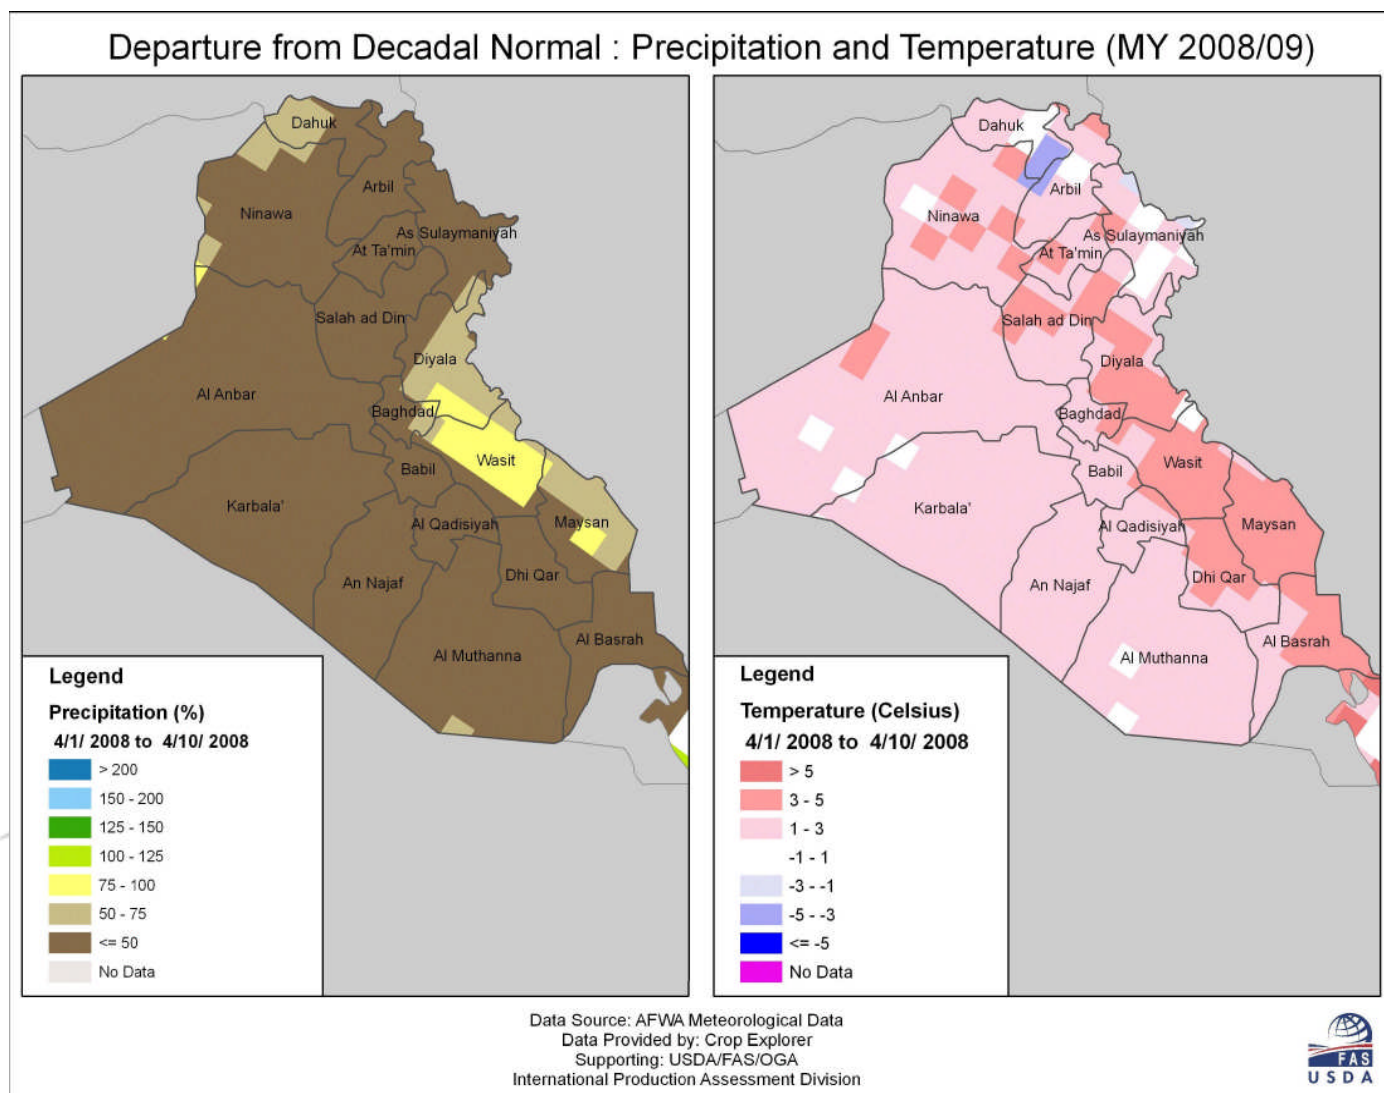 Departure from Decadal Normal : Precipitation and Temperature (MY 2008/09)
Dahuk
Arbil
Ninawa
As Sulaymaniyah
At Ta'min
Salah ad Din
Diyala
Al Anbar
Baghdad
Wasit
Babil
Karbala'
Al Qadisiyah
Maysan
Dhi Qar
An Najaf
Al Basrah
Al Muthanna
Legend
Precipitation (%)
4/1/ 2008 to 4/10/ 2008
> 200
150 - 200
125 - 150
100 - 125
75 - 100
50 - 75
<= 50
No Data
Dahuk
Arbil
Ninawa
As Sulaymaniyah
At Ta'min
Salah ad Din
Diyala
Al Anbar
Baghdad
Wasit
Babil
Karbala'
Al Qadisiyah
Maysan
Dhi Qar
An Najaf
Al Basrah
Al Muthanna
Legend
Temperature (Celsius)
4/1/ 2008 to 4/10/ 2008
> 5
3 - 5
1 - 3
-1 - 1
-3 - -1
-5 - -3
<= -5
No Data
Data Source: AFWA Meteorological Data
Data Provided by: Crop Explorer
Supporting: USDA/FAS/OGA
International Production Assessment Division
FAS
USDA